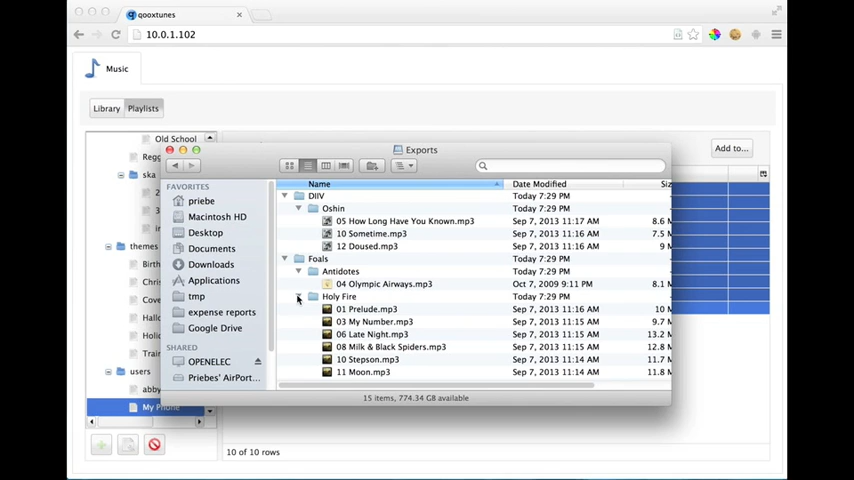 qooxtunes
10.0.1.102
Music
Library Playlists
Old School
Regg
ska
2
3
in
themes
Birth
Chris
Cove
Hallo
Holid
Train
users
abby
My Phone
Add to...
10 of 10 rows
Exports
FAVORITES
priebe
Macintosh HD
Desktop
Documents
Downloads
Applications
tmp
expense reports
Google Drive
SHARED
OPENELEC
Priebes' AirPort...
Name Date Modified Siz
DIIV Today 7:29 PM
Oshin Today 7:29 PM
05 How Long Have You Known.mp3 Sep 7, 2013 11:17 AM 8.6 M
10 Sometime.mp3 Sep 7, 2013 11:16 AM 7.5 M
12 Doused.mp3 Sep 7, 2013 11:16 AM 9 M
Foals Today 7:29 PM
Antidotes Today 7:29 PM
04 Olympic Airways.mp3 Oct 7, 2009 9:11 PM 8.1 M
Holy Fire Today 7:29 PM
01 Prelude.mp3 Sep 7, 2013 11:16 AM 10 M
03 My Number.mp3 Sep 7, 2013 11:15 AM 9.7 M
06 Late Night.mp3 Sep 7, 2013 11:14 AM 13.2 M
08 Milk & Black Spiders.mp3 Sep 7, 2013 11:14 AM 12.8 M
10 Stepson.mp3 Sep 7, 2013 11:14 AM 11.7 M
11 Moon.mp3 Sep 7, 2013 11:14 AM 11.8 M
15 items, 774.34 GB available